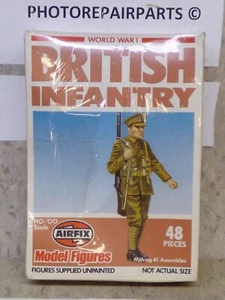 PHOTOREPAIRPARTS ©
WORLD WAR I
BRITISH
INFANTRY
HO/OO
Scale
AIRFIX
Model Figures
48
PIECES
Making 41 Assemblies
FIGURES SUPPLIED UNPAINTED
NOT ACTUAL SIZE